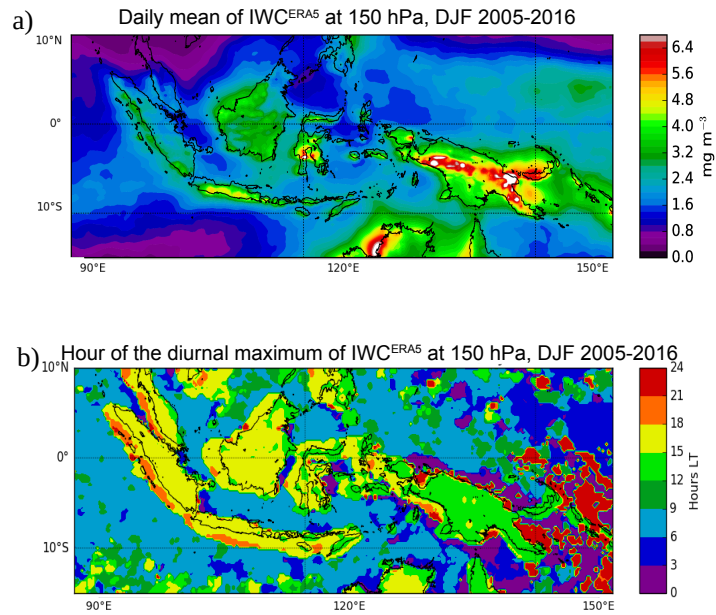 a) Daily mean of IWC^ERA5 at 150 hPa, DJF 2005-2016
10°N
0°
10°S
90°E
120°E
150°E
6.4
5.6
4.8
4.0
3.2
2.4
1.6
0.8
0.0
mg m⁻³
b) Hour of the diurnal maximum of IWC^ERA5 at 150 hPa, DJF 2005-2016
10°N
0°
10°S
90°E
120°E
150°E
24
21
18
15
12
9
6
3
0
Hours LT